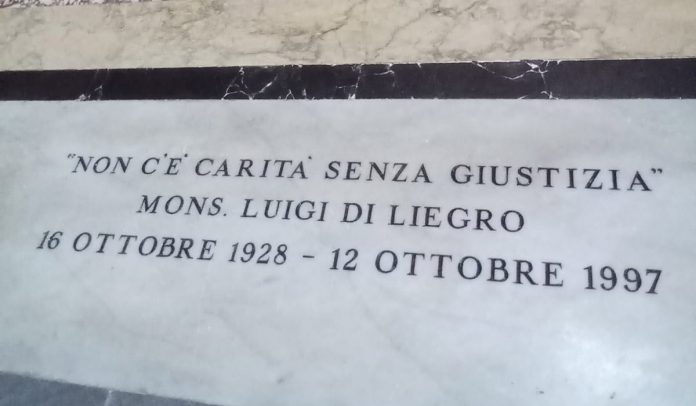 "NON C'E' CARITA' SENZA GIUSTIZIA"
MONS. LUIGI DI LIEGRO
16 OTTOBRE 1928 - 12 OTTOBRE 1997